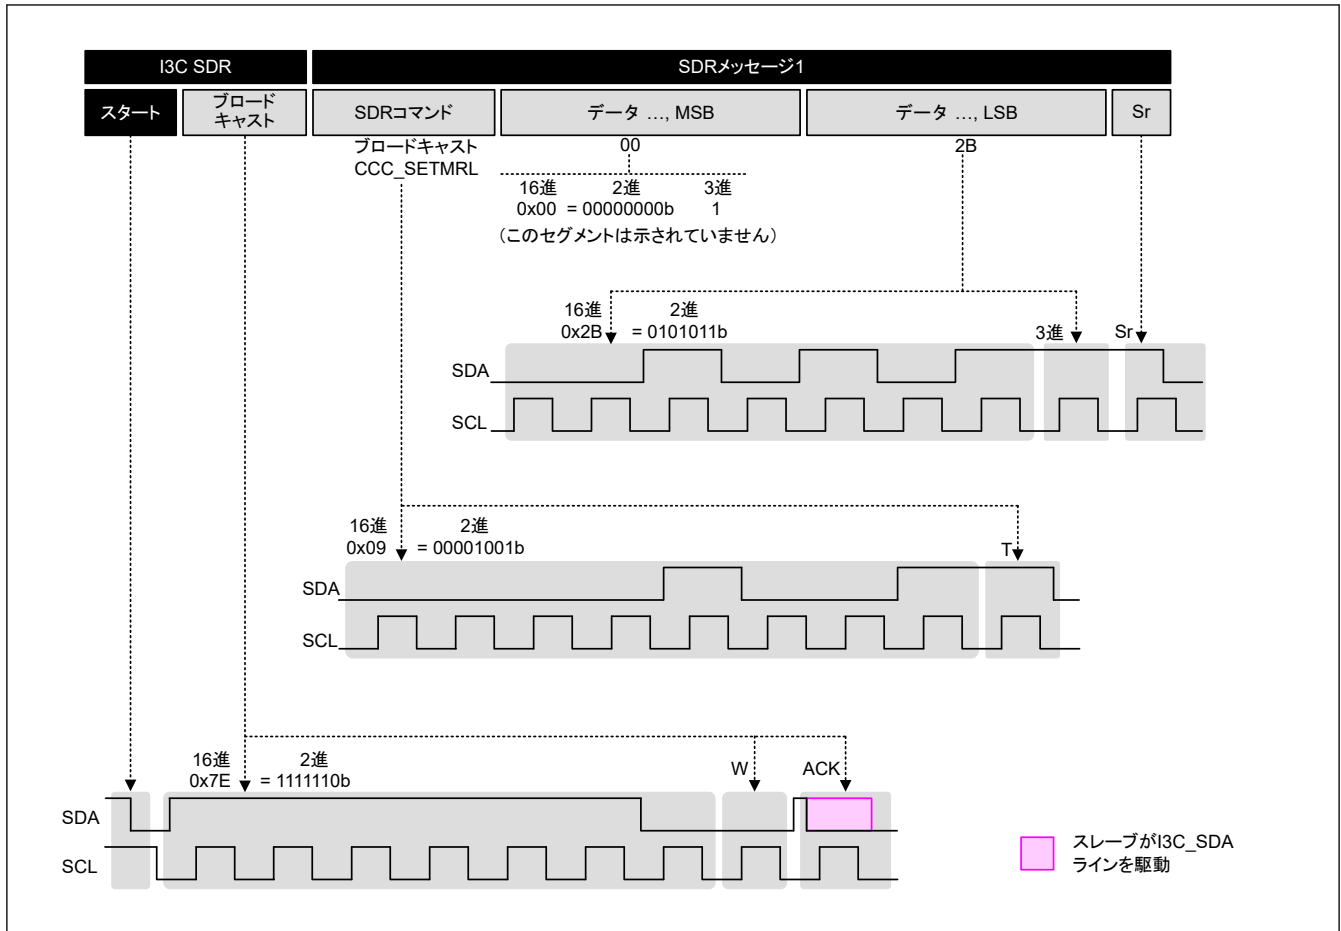 I3C SDR
SDRメッセージ1
スタート
ブロード
キャスト
SDRコマンド
データ ..., MSB
データ ..., LSB
Sr
ブロードキャスト
CCC_SETMRL
00
2B
16進 2進 3進
0x00 = 00000000b 1
(このセグメントは示されていません)
16進 2進
0x2B = 0101011b
3進
Sr
SDA
SCL
16進 2進
0x09 = 00001001b
T
SDA
SCL
16進 2進
0x7E = 1111110b
W
ACK
SDA
SCL
スレーブがI3C_SDA
ラインを駆動